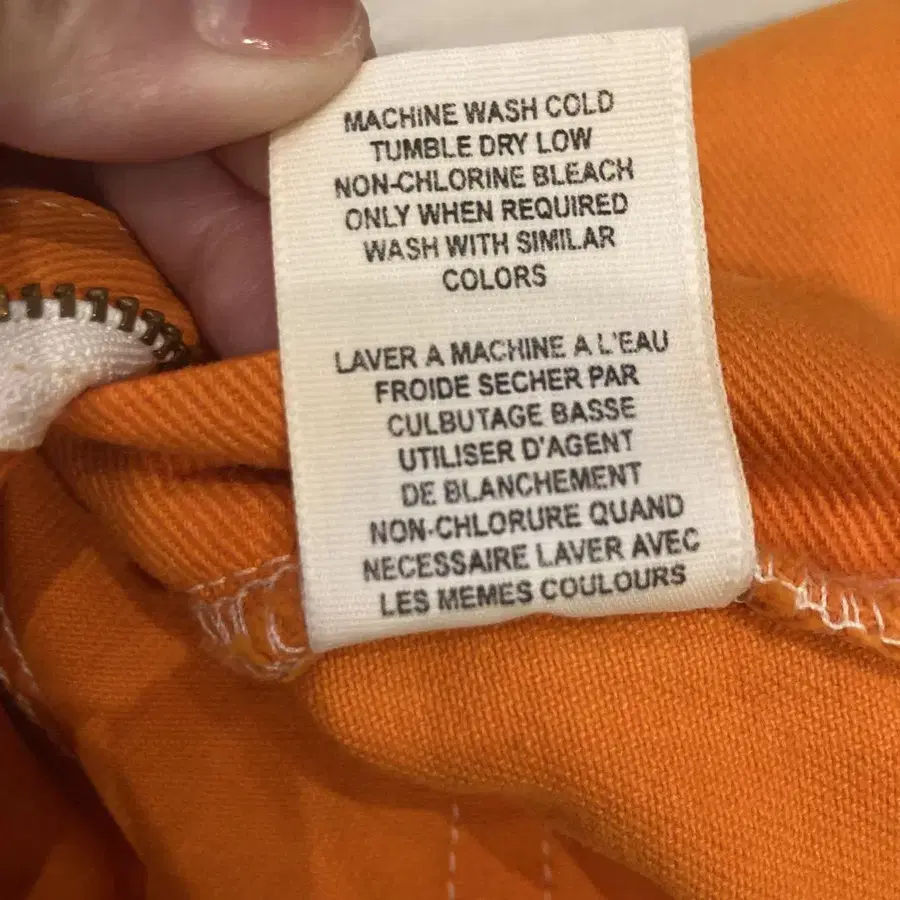 MACHINE WASH COLD
TUMBLE DRY LOW
NON-CHLORINE BLEACH
ONLY WHEN REQUIRED
WASH WITH SIMILAR
COLORS
LAVER A MACHINE A L'EAU
FROIDE SECHER PAR
CULBUTAGE BASSE
UTILISER D'AGENT
DE BLANCHEMENT
NON-CHLORURE QUAND
NECESSAIRE LAVER AVEC
LES MEMES COULOURS